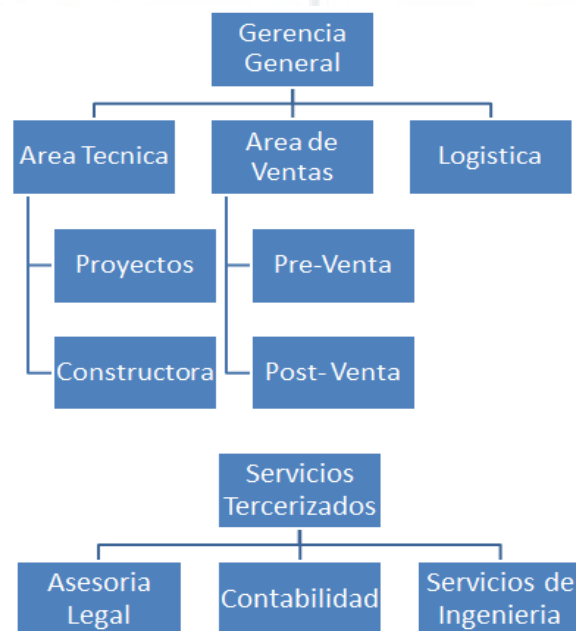 Gerencia
General
Area Tecnica
Area de
Ventas
Logistica
Proyectos
Pre-Venta
Constructora
Post- Venta
Servicios
Tercerizados
Asesoria
Legal
Contabilidad
Servicios de
Ingenieria